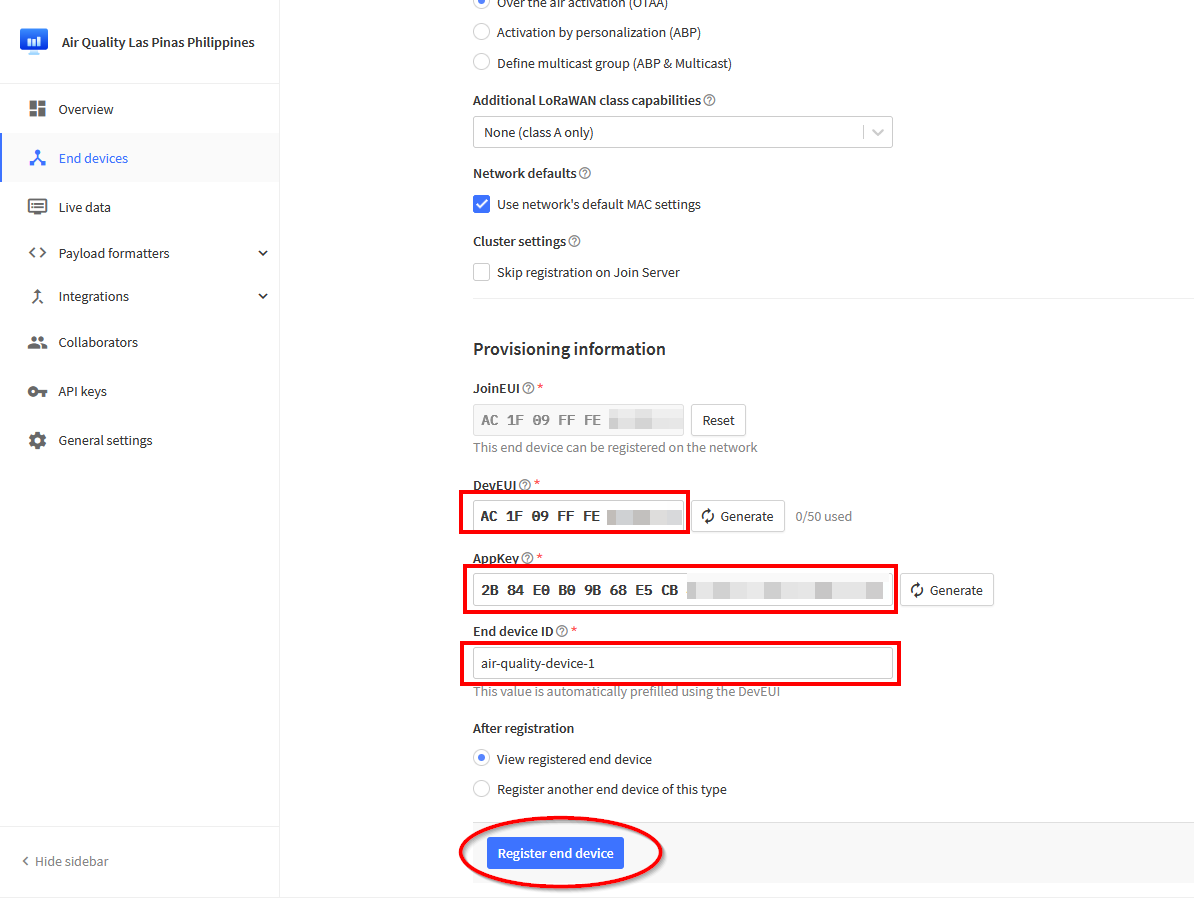 Air Quality Las Pinas Philippines
Overview
End devices
Live data
Payload formatters
Integrations
Collaborators
API keys
General settings
Hide sidebar
Over the air activation (OTAA)
Activation by personalization (ABP)
Define multicast group (ABP & Multicast)
Additional LoRaWAN class capabilities
None (class A only)
Network defaults
Use network's default MAC settings
Cluster settings
Skip registration on Join Server
Provisioning information
JoinEUI *
AC 1F 09 FF FE
Reset
This end device can be registered on the network
DevEUI *
AC 1F 09 FF FE
Generate 0/50 used
AppKey *
2B 84 E0 B0 9B 68 E5 CB
Generate
End device ID *
air-quality-device-1
This value is automatically prefilled using the DevEUI
After registration
View registered end device
Register another end device of this type
Register end device